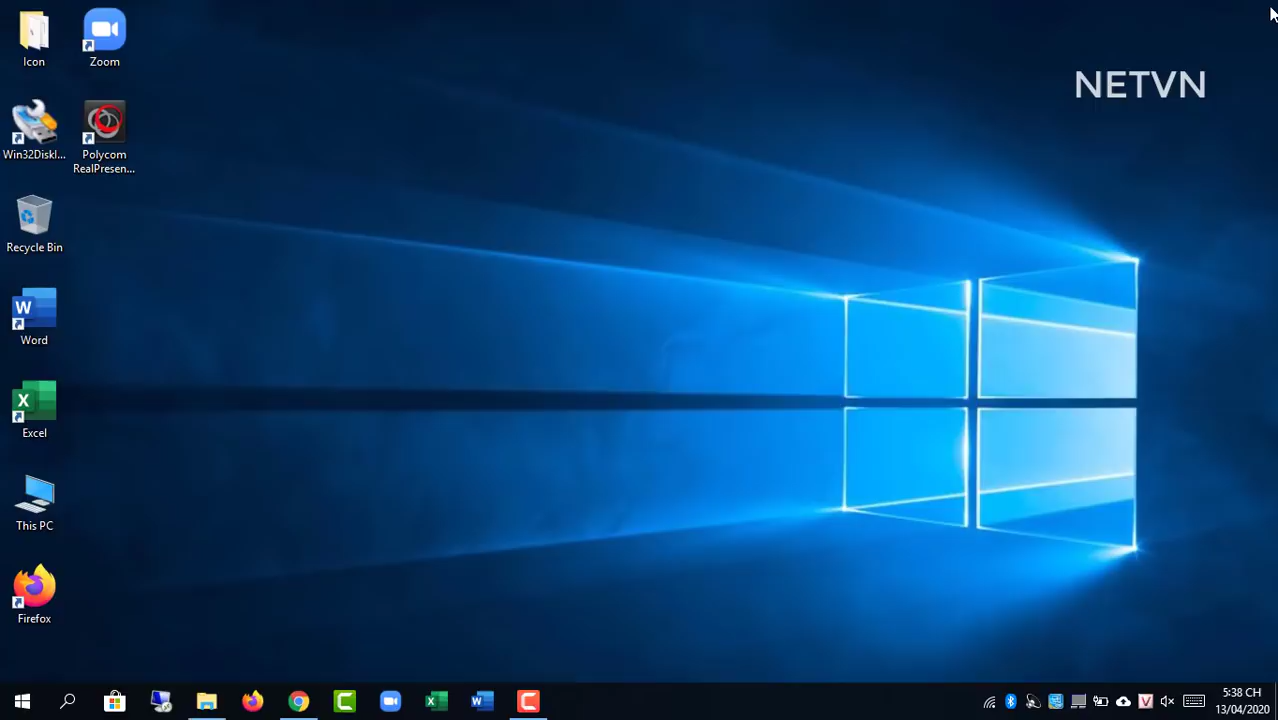 Icon
Zoom
NETVN
Win32DiskI...
Polycom
RealPresen...
Recycle Bin
W
Word
X
Excel
This PC
Firefox
X
W
V
5:38 CH
13/04/2020